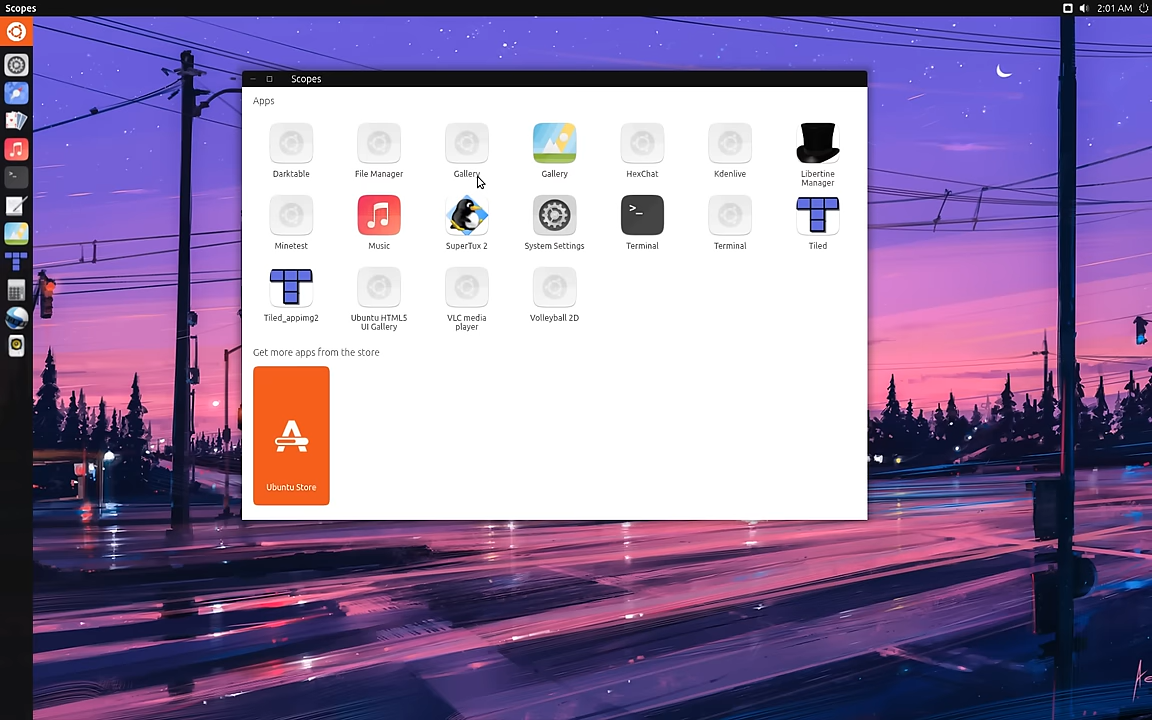 Scopes
2:01 AM
Scopes
Apps
Darktable
File Manager
Gallery
Gallery
HexChat
Kdenlive
Libertine
Manager
Minetest
Music
SuperTux 2
System Settings
>_
Terminal
Terminal
Tiled
Tiled_appimg2
Ubuntu HTML5
UI Gallery
VLC media
player
Volleyball 2D
Get more apps from the store
Ubuntu Store